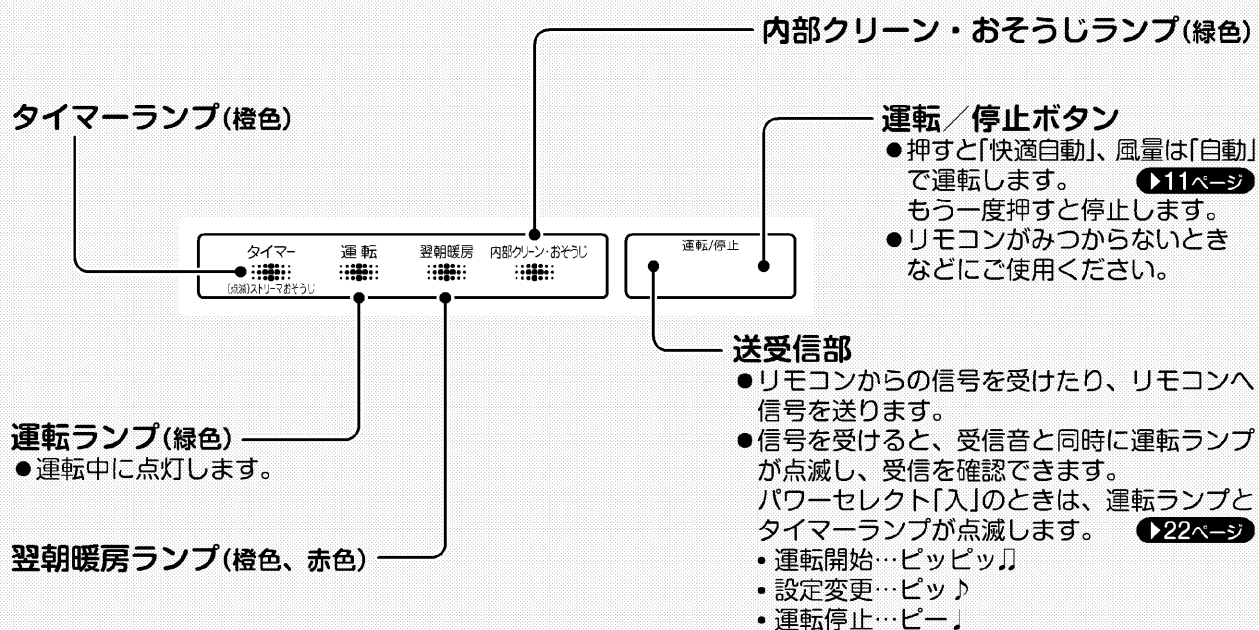 内部クリーン・おそうじランプ(緑色)
タイマーランプ(橙色)
運転／停止ボタン
●押すと｢快適自動｣、風量は｢自動｣
で運転します。 ▶11ページ
もう一度押すと停止します。
●リモコンがみつからないとき
などにご使用ください。
タイマー 運転 翌朝暖房 内部クリーン･おそうじ
(点滅)ストリーマおそうじ
運転/停止
送受信部
●リモコンからの信号を受けたり、リモコンへ
信号を送ります。
●信号を受けると、受信音と同時に運転ランプ
が点滅し、受信を確認できます。
パワーセレクト｢入｣のときは、運転ランプと
タイマーランプが点滅します。 ▶22ページ
・運転開始…ピッピッ♫
・設定変更…ピッ♪
・運転停止…ピー♩
運転ランプ(緑色)
●運転中に点灯します。
翌朝暖房ランプ(橙色、赤色)